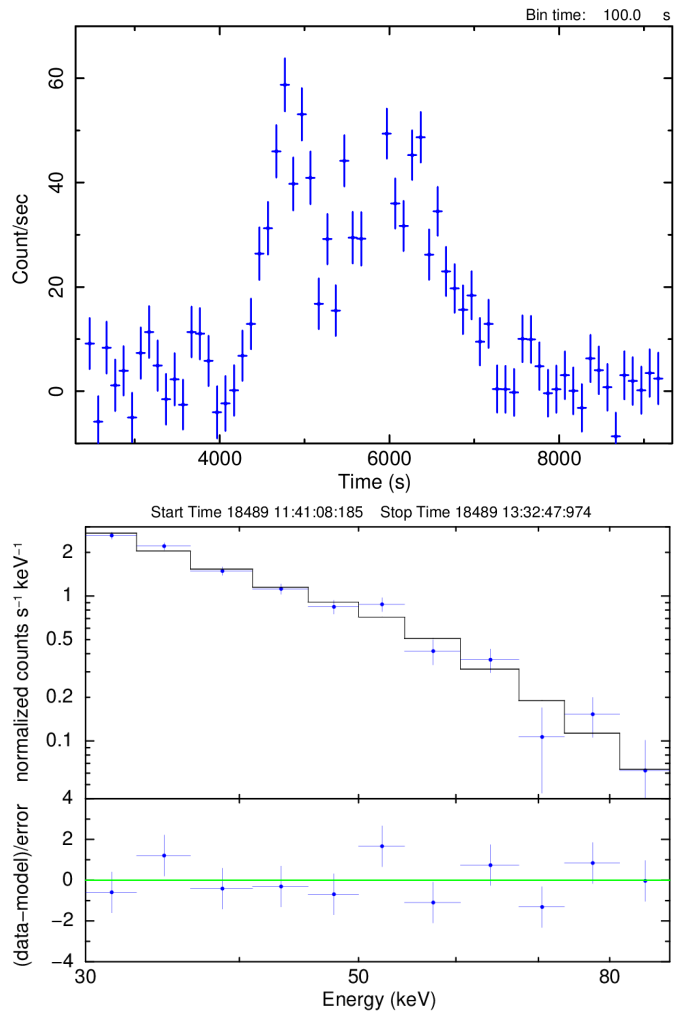 Bin time: 100.0 s
60
40
20
0
Count/sec
4000 6000 8000
Time (s)
Start Time 18489 11:41:08:185 Stop Time 18489 13:32:47:974
2
1
0.5
0.2
0.1
normalized counts s⁻¹ keV⁻¹
4
2
0
−2
−4
(data−model)/error
30 50 80
Energy (keV)